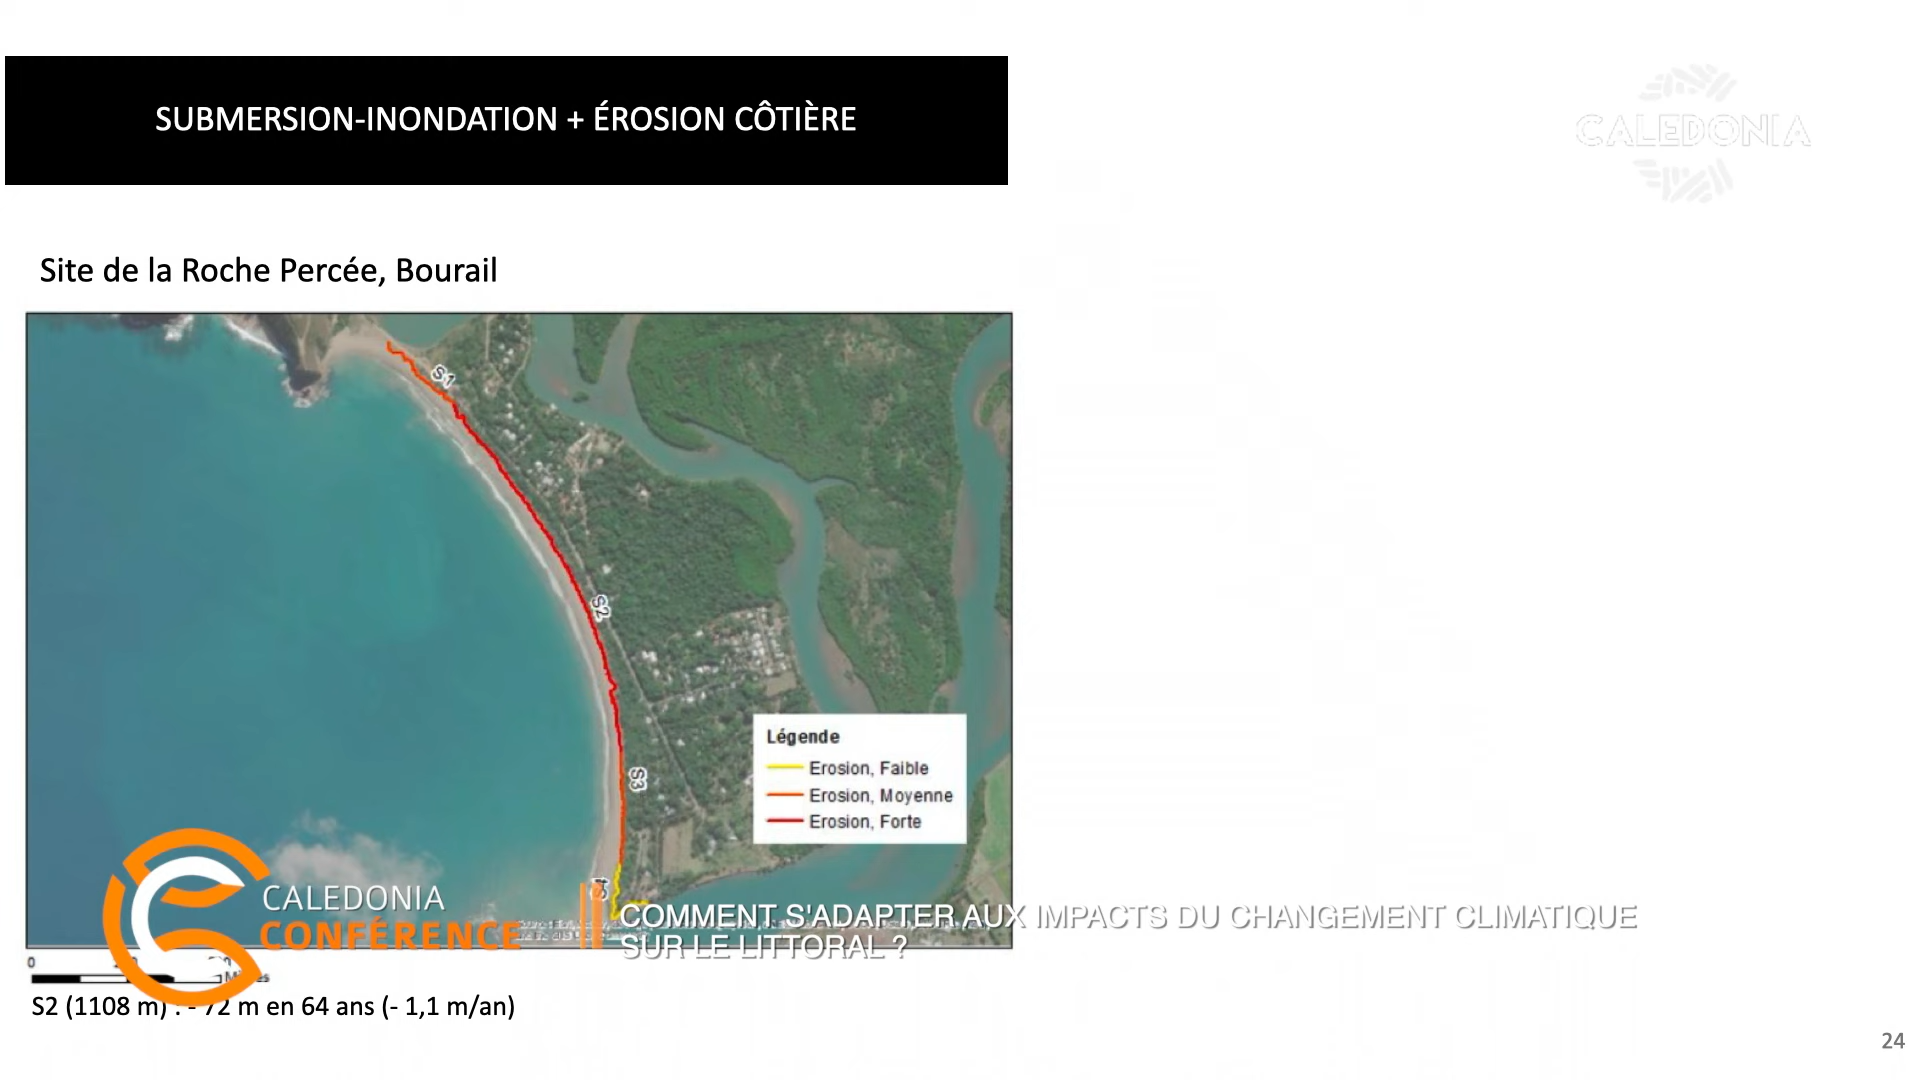 SUBMERSION-INONDATION + ÉROSION CÔTIÈRE
CALEDONIA
Site de la Roche Percée, Bourail
S1
S2
S3
Légende
Erosion, Faible
Erosion, Moyenne
Erosion, Forte
S4
CALEDONIA
CONFÉRENCE
COMMENT S'ADAPTER AUX IMPACTS DU CHANGEMENT CLIMATIQUE
SUR LE LITTORAL ?
0
S2 (1108 m) : - 72 m en 64 ans (- 1,1 m/an)
24